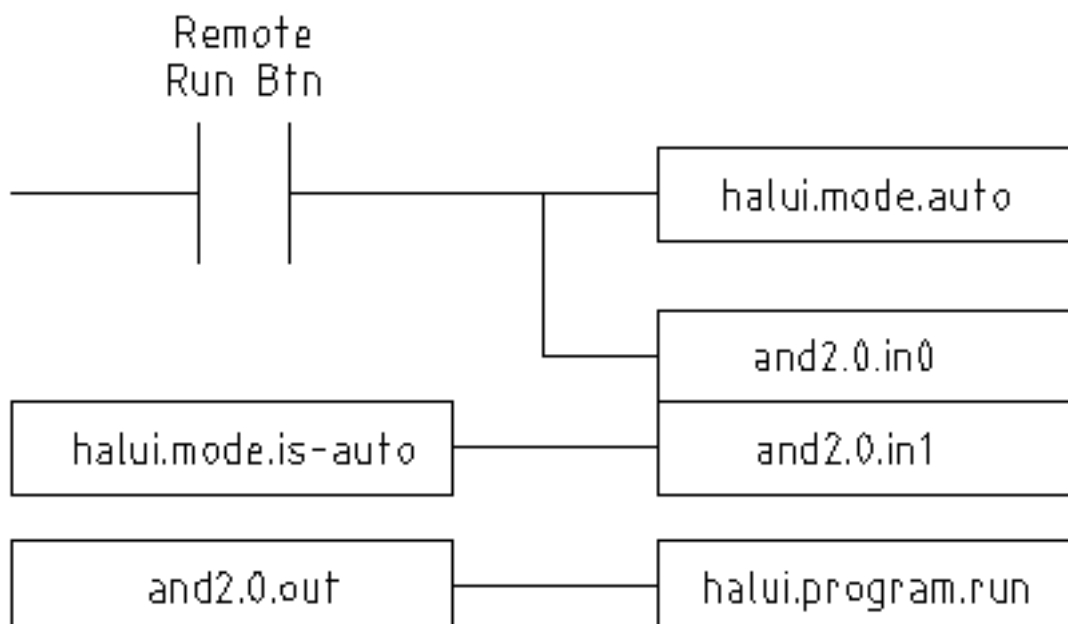 Remote
Run Btn
halui.mode.auto
and2.0.in0
halui.mode.is-auto
and2.0.in1
and2.0.out
halui.program.run